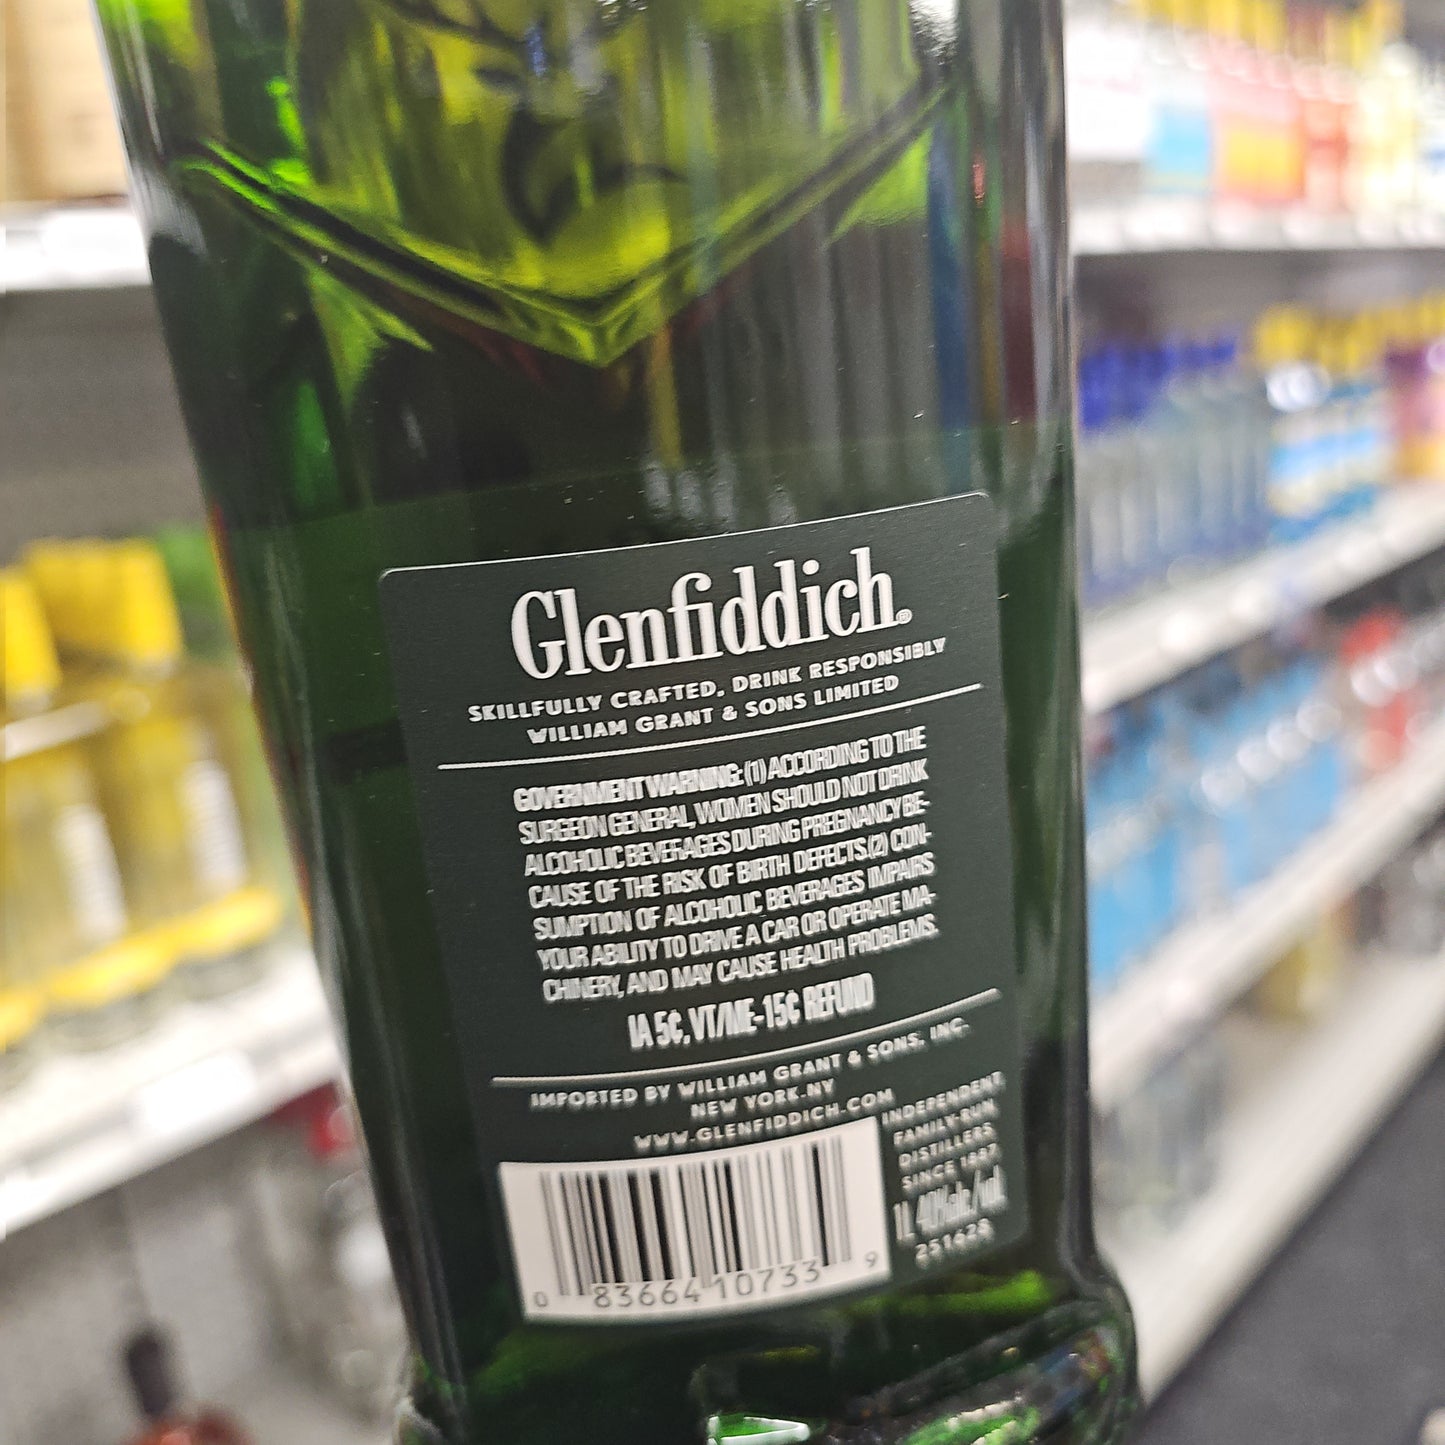 Glenfiddich®
SKILLFULLY CRAFTED. DRINK RESPONSIBLY
WILLIAM GRANT & SONS LIMITED
GOVERNMENT WARNING: (1) ACCORDING TO THE
SURGEON GENERAL, WOMEN SHOULD NOT DRINK
ALCOHOLIC BEVERAGES DURING PREGNANCY BE-
CAUSE OF THE RISK OF BIRTH DEFECTS.(2) CON-
SUMPTION OF ALCOHOLIC BEVERAGES IMPAIRS
YOUR ABILITY TO DRIVE A CAR OR OPERATE MA-
CHINERY, AND MAY CAUSE HEALTH PROBLEMS.
IA 5¢, VT/ME-15¢ REFUND
IMPORTED BY WILLIAM GRANT & SONS, INC.
NEW YORK.NY
WWW.GLENFIDDICH.COM
INDEPENDENT
FAMILY-RUN
DISTILLERS
SINCE 1887
1L 40%alc./vol.
251628
0 83664 10733 9